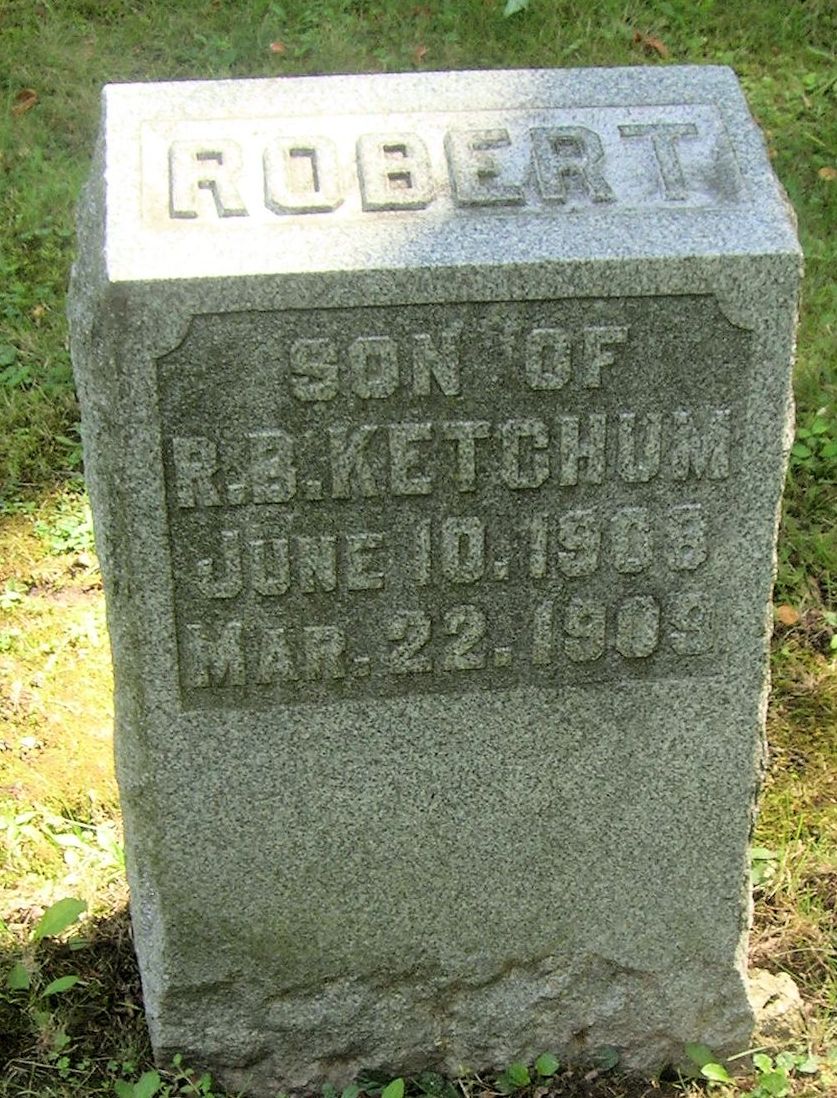 ROBERT
SON OF
R.B. KETCHUM
JUNE 10. 1908
MAR. 22. 1909